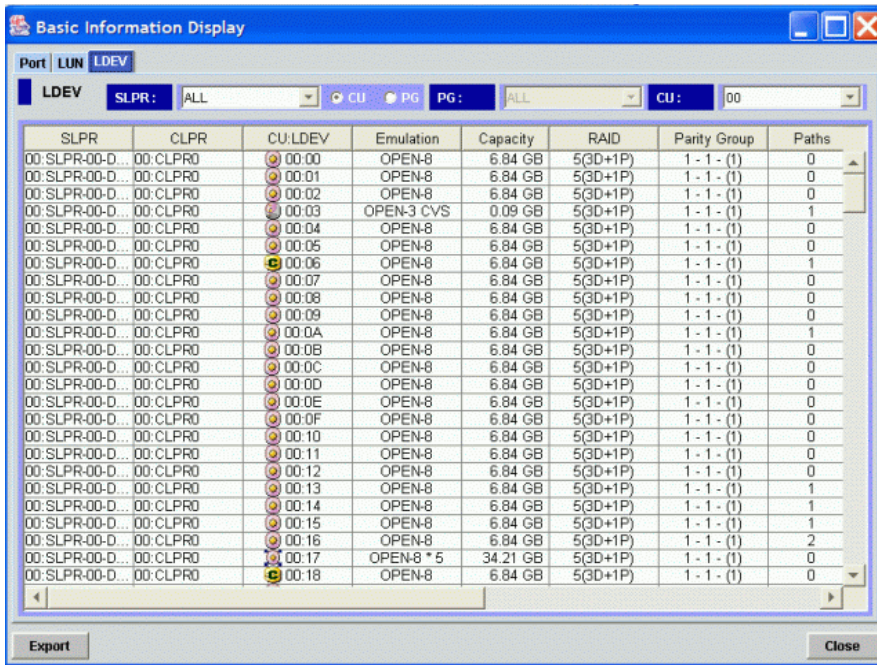 Basic Information Display
Port LUN LDEV
LDEV SLPR: ALL CU PG PG: ALL CU: 00
SLPR CLPR CU:LDEV Emulation Capacity RAID Parity Group Paths
00:SLPR-00-D... 00:CLPR0 00:00 OPEN-8 6.84 GB 5(3D+1P) 1 - 1 - (1) 0
00:SLPR-00-D... 00:CLPR0 00:01 OPEN-8 6.84 GB 5(3D+1P) 1 - 1 - (1) 0
00:SLPR-00-D... 00:CLPR0 00:02 OPEN-8 6.84 GB 5(3D+1P) 1 - 1 - (1) 0
00:SLPR-00-D... 00:CLPR0 00:03 OPEN-3 CVS 0.09 GB 5(3D+1P) 1 - 1 - (1) 1
00:SLPR-00-D... 00:CLPR0 00:04 OPEN-8 6.84 GB 5(3D+1P) 1 - 1 - (1) 0
00:SLPR-00-D... 00:CLPR0 00:05 OPEN-8 6.84 GB 5(3D+1P) 1 - 1 - (1) 0
00:SLPR-00-D... 00:CLPR0 C 00:06 OPEN-8 6.84 GB 5(3D+1P) 1 - 1 - (1) 1
00:SLPR-00-D... 00:CLPR0 00:07 OPEN-8 6.84 GB 5(3D+1P) 1 - 1 - (1) 0
00:SLPR-00-D... 00:CLPR0 00:08 OPEN-8 6.84 GB 5(3D+1P) 1 - 1 - (1) 0
00:SLPR-00-D... 00:CLPR0 00:09 OPEN-8 6.84 GB 5(3D+1P) 1 - 1 - (1) 0
00:SLPR-00-D... 00:CLPR0 00:0A OPEN-8 6.84 GB 5(3D+1P) 1 - 1 - (1) 1
00:SLPR-00-D... 00:CLPR0 00:0B OPEN-8 6.84 GB 5(3D+1P) 1 - 1 - (1) 0
00:SLPR-00-D... 00:CLPR0 00:0C OPEN-8 6.84 GB 5(3D+1P) 1 - 1 - (1) 0
00:SLPR-00-D... 00:CLPR0 00:0D OPEN-8 6.84 GB 5(3D+1P) 1 - 1 - (1) 0
00:SLPR-00-D... 00:CLPR0 00:0E OPEN-8 6.84 GB 5(3D+1P) 1 - 1 - (1) 0
00:SLPR-00-D... 00:CLPR0 00:0F OPEN-8 6.84 GB 5(3D+1P) 1 - 1 - (1) 0
00:SLPR-00-D... 00:CLPR0 00:10 OPEN-8 6.84 GB 5(3D+1P) 1 - 1 - (1) 0
00:SLPR-00-D... 00:CLPR0 00:11 OPEN-8 6.84 GB 5(3D+1P) 1 - 1 - (1) 0
00:SLPR-00-D... 00:CLPR0 00:12 OPEN-8 6.84 GB 5(3D+1P) 1 - 1 - (1) 0
00:SLPR-00-D... 00:CLPR0 00:13 OPEN-8 6.84 GB 5(3D+1P) 1 - 1 - (1) 1
00:SLPR-00-D... 00:CLPR0 00:14 OPEN-8 6.84 GB 5(3D+1P) 1 - 1 - (1) 1
00:SLPR-00-D... 00:CLPR0 00:15 OPEN-8 6.84 GB 5(3D+1P) 1 - 1 - (1) 1
00:SLPR-00-D... 00:CLPR0 00:16 OPEN-8 6.84 GB 5(3D+1P) 1 - 1 - (1) 2
00:SLPR-00-D... 00:CLPR0 00:17 OPEN-8 * 5 34.21 GB 5(3D+1P) 1 - 1 - (1) 0
00:SLPR-00-D... 00:CLPR0 C 00:18 OPEN-8 6.84 GB 5(3D+1P) 1 - 1 - (1) 0
Export Close